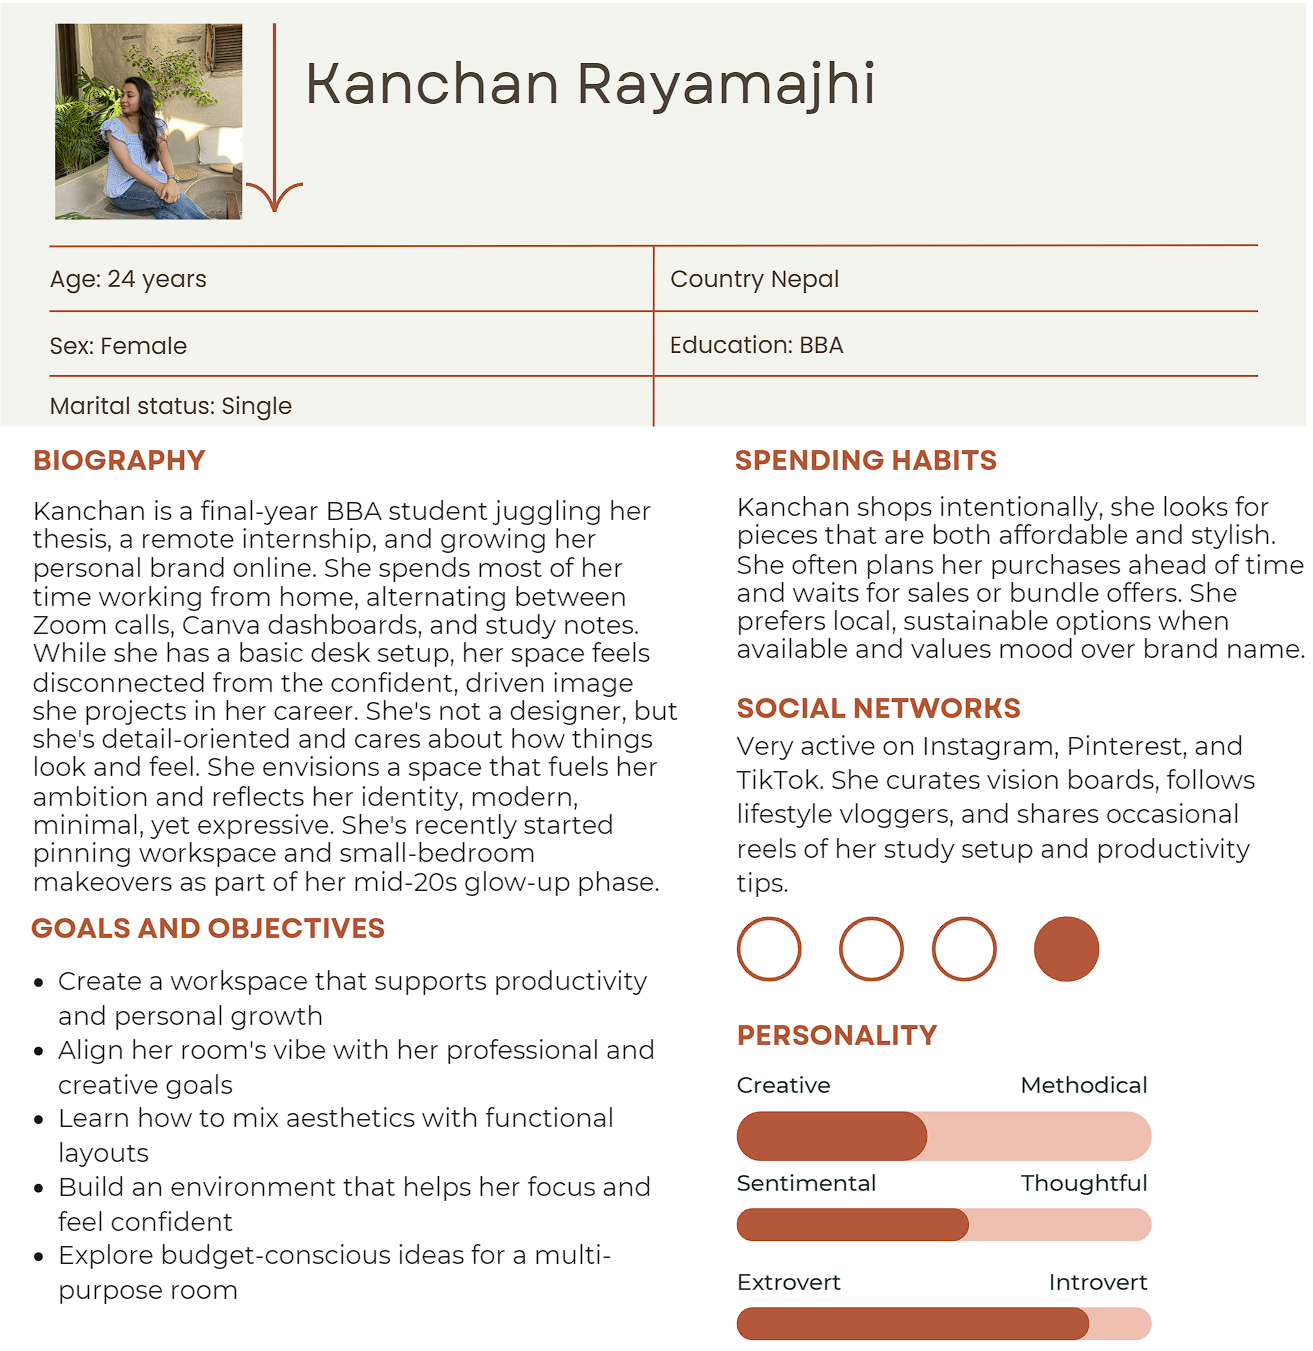 Kanchan Rayamajhi
Age: 24 years
Country Nepal
Sex: Female
Education: BBA
Marital status: Single
BIOGRAPHY
Kanchan is a final-year BBA student juggling her
thesis, a remote internship, and growing her
personal brand online. She spends most of her
time working from home, alternating between
Zoom calls, Canva dashboards, and study notes.
While she has a basic desk setup, her space feels
disconnected from the confident, driven image
she projects in her career. She's not a designer, but
she's detail-oriented and cares about how things
look and feel. She envisions a space that fuels her
ambition and reflects her identity, modern,
minimal, yet expressive. She's recently started
pinning workspace and small-bedroom
makeovers as part of her mid-20s glow-up phase.
GOALS AND OBJECTIVES
• Create a workspace that supports productivity
and personal growth
• Align her room's vibe with her professional and
creative goals
• Learn how to mix aesthetics with functional
layouts
• Build an environment that helps her focus and
feel confident
• Explore budget-conscious ideas for a multi-
purpose room
SPENDING HABITS
Kanchan shops intentionally, she looks for
pieces that are both affordable and stylish.
She often plans her purchases ahead of time
and waits for sales or bundle offers. She
prefers local, sustainable options when
available and values mood over brand name.
SOCIAL NETWORKS
Very active on Instagram, Pinterest, and
TikTok. She curates vision boards, follows
lifestyle vloggers, and shares occasional
reels of her study setup and productivity
tips.
PERSONALITY
Creative Methodical
Sentimental Thoughtful
Extrovert Introvert